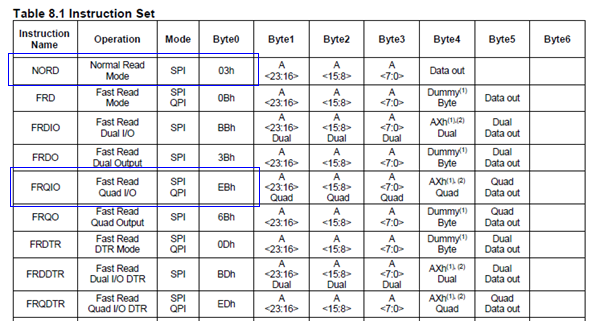 Table 8.1 Instruction Set
Instruction Name Operation Mode Byte0 Byte1 Byte2 Byte3 Byte4 Byte5 Byte6
NORD Normal Read Mode SPI 03h A <23:16> A <15:8> A <7:0> Data out
FRD Fast Read Mode SPI QPI 0Bh A <23:16> A <15:8> A <7:0> Dummy(1) Byte Data out
FRDIO Fast Read Dual I/O SPI BBh A <23:16> Dual A <15:8> Dual A <7:0> Dual AXh(1),(2) Dual Dual Data out
FRDO Fast Read Dual Output SPI 3Bh A <23:16> A <15:8> A <7:0> Dummy(1) Byte Dual Data out
FRQIO Fast Read Quad I/O SPI QPI EBh A <23:16> Quad A <15:8> Quad A <7:0> Quad AXh(1), (2) Quad Quad Data out
FRQO Fast Read Quad Output SPI 6Bh A <23:16> A <15:8> A <7:0> Dummy(1) Byte Quad Data out
FRDTR Fast Read DTR Mode SPI QPI 0Dh A <23:16> A <15:8> A <7:0> Dummy(1) Byte Dual Data out
FRDDTR Fast Read Dual I/O DTR SPI BDh A <23:16> Dual A <15:8> Dual A <7:0> Dual AXh(1), (2) Dual Dual Data out
FRQDTR Fast Read Quad I/O DTR SPI QPI EDh A <23:16> A <15:8> A <7:0> AXh(1), (2) Quad Quad Data out